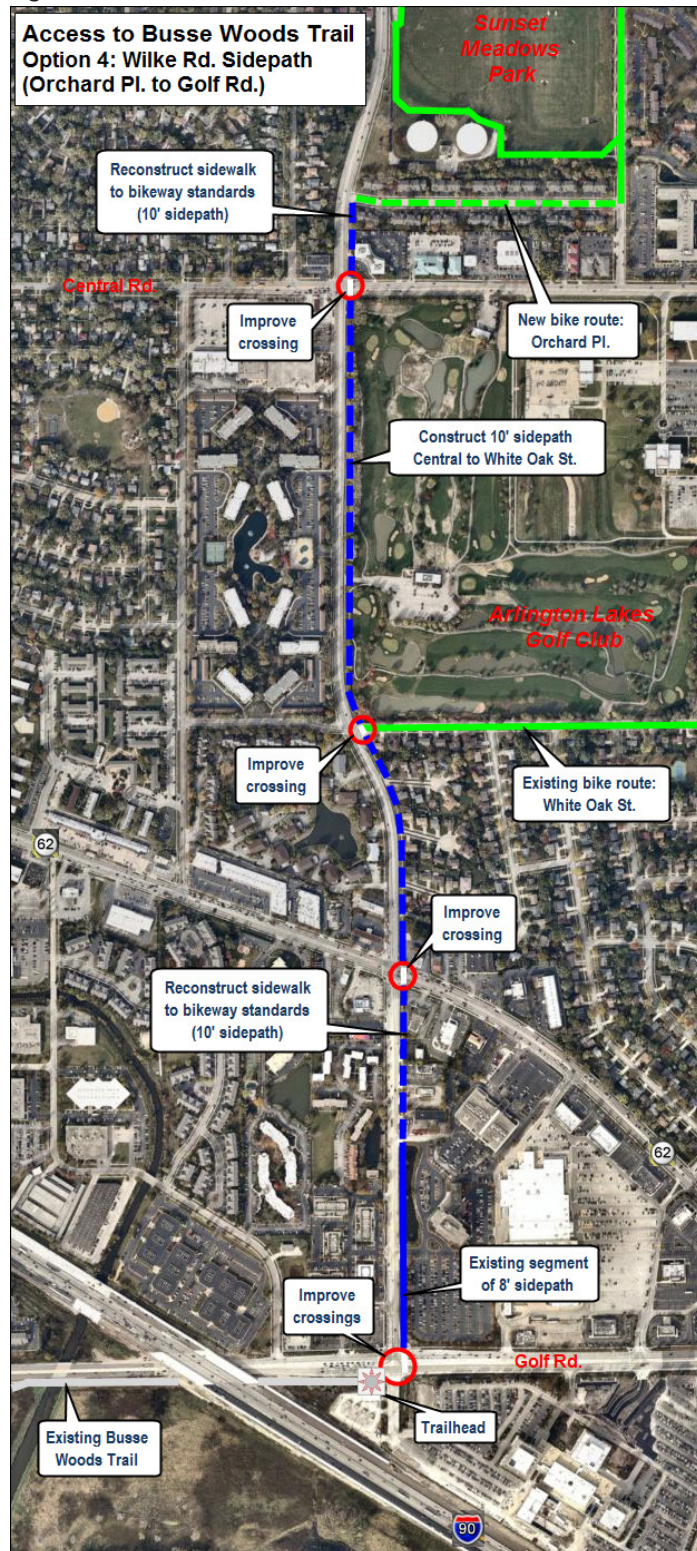 Access to Busse Woods Trail
Option 4: Wilke Rd. Sidepath
(Orchard Pl. to Golf Rd.)
Sunset
Meadows
Park
Reconstruct sidewalk
to bikeway standards
(10' sidepath)
Central Rd.
Improve
crossing
New bike route:
Orchard Pl.
Construct 10' sidepath
Central to White Oak St.
Arlington Lakes
Golf Club
Improve
crossing
Existing bike route:
White Oak St.
62
Improve
crossing
Reconstruct sidewalk
to bikeway standards
(10' sidepath)
62
Existing segment
of 8' sidepath
Improve
crossings
Golf Rd.
Trailhead
Existing Busse
Woods Trail
90